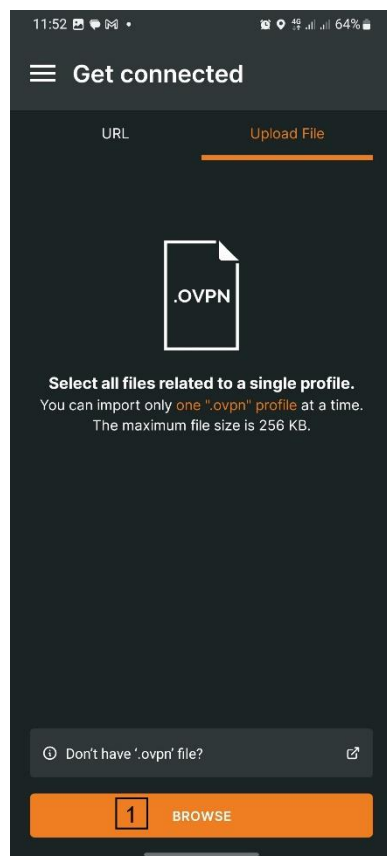 11:52 64%
Get connected
URL Upload File
.OVPN
Select all files related to a single profile.
You can import only one ".ovpn" profile at a time.
The maximum file size is 256 KB.
Don't have '.ovpn' file?
1 BROWSE